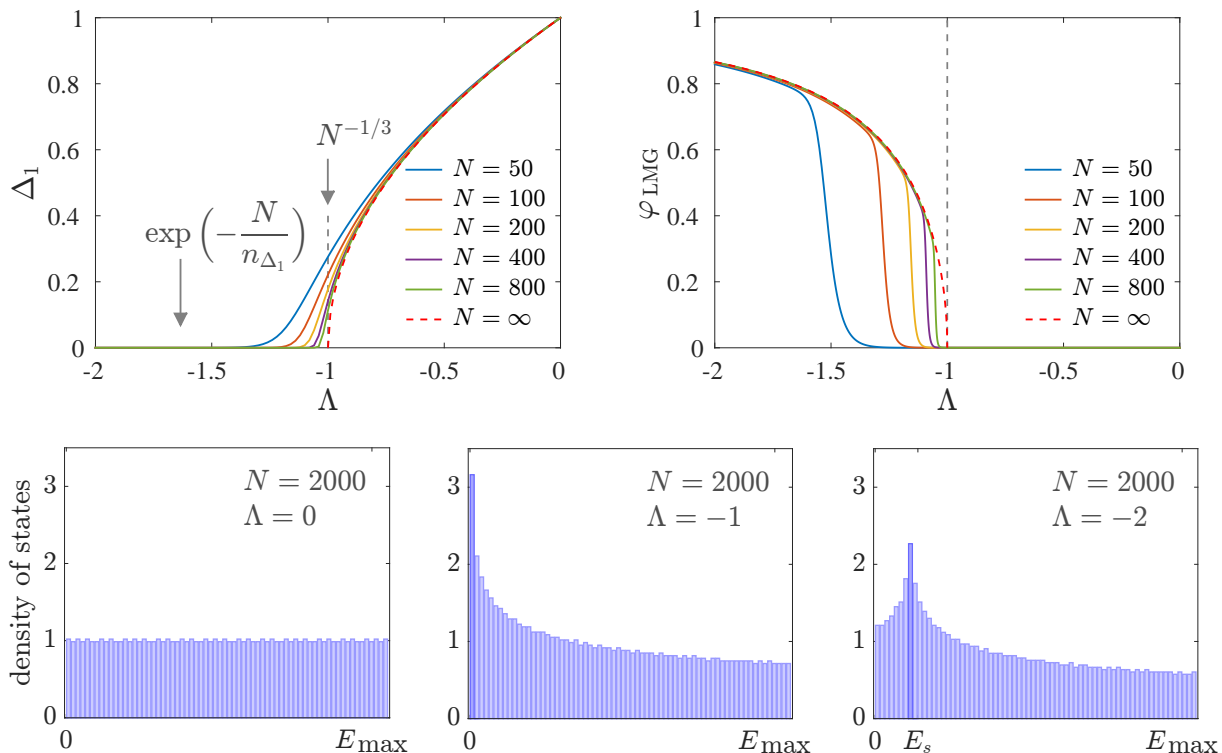 1
0.8
0.6
0.4
0.2
0
Δ₁
N^{-1/3}
exp(-N/n_{Δ₁})
N = 50
N = 100
N = 200
N = 400
N = 800
N = ∞
-2 -1.5 -1 -0.5 0
Λ
1
0.8
0.6
0.4
0.2
0
φ_LMG
N = 50
N = 100
N = 200
N = 400
N = 800
N = ∞
-2 -1.5 -1 -0.5 0
Λ
density of states
3
2
1
0
N = 2000
Λ = 0
0 E_max
3
2
1
0
N = 2000
Λ = -1
0 E_max
3
2
1
0
N = 2000
Λ = -2
0 E_s E_max